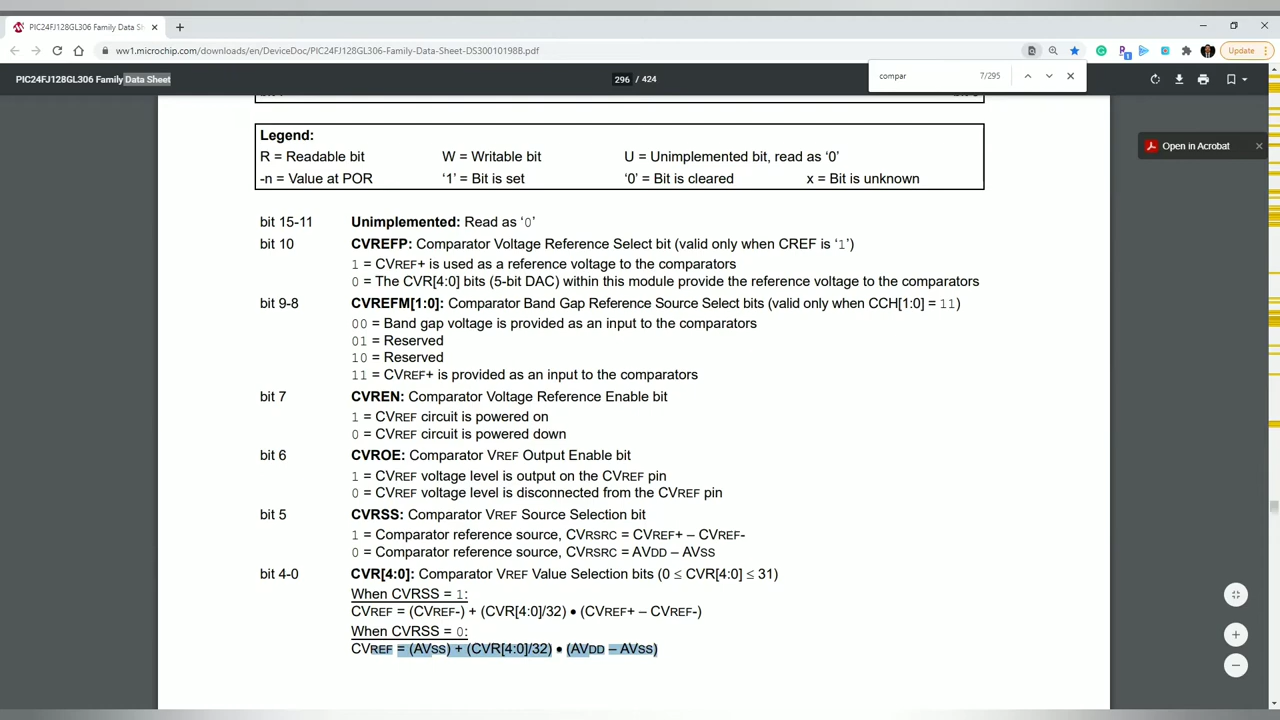 PIC24FJ128GL306 Family Data Sh
ww1.microchip.com/downloads/en/DeviceDoc/PIC24FJ128GL306-Family-Data-Sheet-DS30010198B.pdf
Update
PIC24FJ128GL306 Family Data Sheet
296 / 424
compar 7/295
Open in Acrobat
Legend:
R = Readable bit W = Writable bit U = Unimplemented bit, read as ‘0’
-n = Value at POR ‘1’ = Bit is set ‘0’ = Bit is cleared x = Bit is unknown
bit 15-11 Unimplemented: Read as ‘0’
bit 10 CVREFP: Comparator Voltage Reference Select bit (valid only when CREF is ‘1’)
1 = CVREF+ is used as a reference voltage to the comparators
0 = The CVR[4:0] bits (5-bit DAC) within this module provide the reference voltage to the comparators
bit 9-8 CVREFM[1:0]: Comparator Band Gap Reference Source Select bits (valid only when CCH[1:0] = 11)
00 = Band gap voltage is provided as an input to the comparators
01 = Reserved
10 = Reserved
11 = CVREF+ is provided as an input to the comparators
bit 7 CVREN: Comparator Voltage Reference Enable bit
1 = CVREF circuit is powered on
0 = CVREF circuit is powered down
bit 6 CVROE: Comparator VREF Output Enable bit
1 = CVREF voltage level is output on the CVREF pin
0 = CVREF voltage level is disconnected from the CVREF pin
bit 5 CVRSS: Comparator VREF Source Selection bit
1 = Comparator reference source, CVRSRC = CVREF+ – CVREF-
0 = Comparator reference source, CVRSRC = AVDD – AVSS
bit 4-0 CVR[4:0]: Comparator VREF Value Selection bits (0 ≤ CVR[4:0] ≤ 31)
When CVRSS = 1:
CVREF = (CVREF-) + (CVR[4:0]/32) • (CVREF+ – CVREF-)
When CVRSS = 0:
CVREF = (AVSS) + (CVR[4:0]/32) • (AVDD – AVSS)